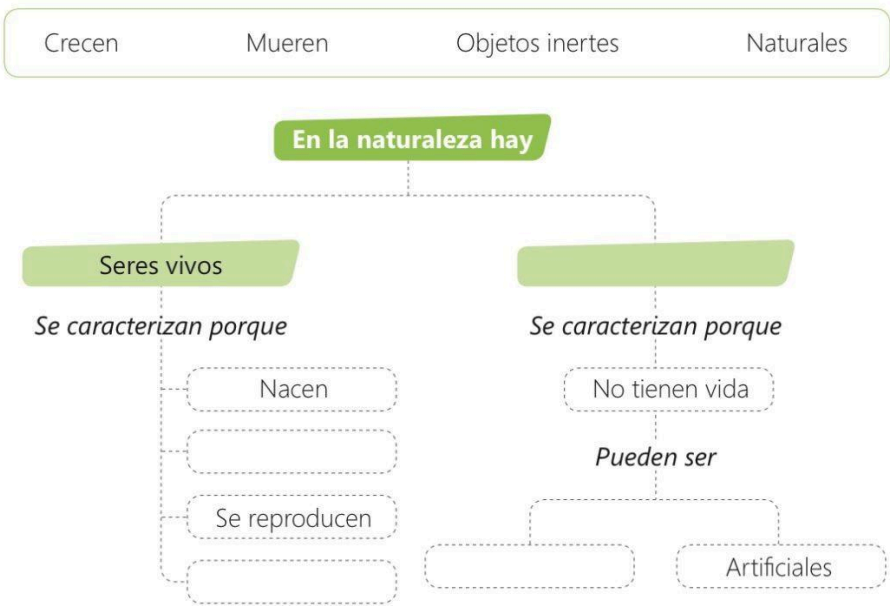 Crecen Mueren Objetos inertes Naturales
En la naturaleza hay
Seres vivos
Se caracterizan porque
Nacen
Se reproducen
Se caracterizan porque
No tienen vida
Pueden ser
Artificiales